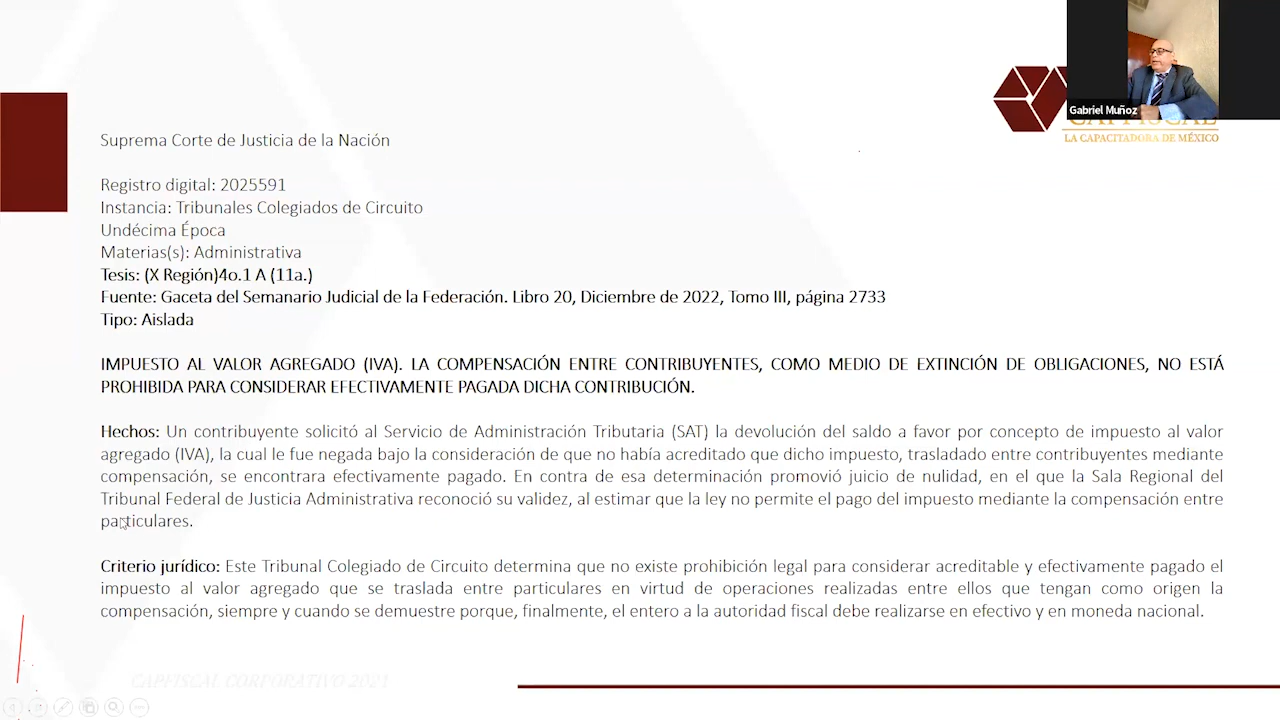 Gabriel Muñoz
LA CAPACITADORA DE MÉXICO
Suprema Corte de Justicia de la Nación
Registro digital: 2025591
Instancia: Tribunales Colegiados de Circuito
Undécima Época
Materias(s): Administrativa
Tesis: (X Región)4o.1 A (11a.)
Fuente: Gaceta del Semanario Judicial de la Federación. Libro 20, Diciembre de 2022, Tomo III, página 2733
Tipo: Aislada
IMPUESTO AL VALOR AGREGADO (IVA). LA COMPENSACIÓN ENTRE CONTRIBUYENTES, COMO MEDIO DE EXTINCIÓN DE OBLIGACIONES, NO ESTÁ
PROHIBIDA PARA CONSIDERAR EFECTIVAMENTE PAGADA DICHA CONTRIBUCIÓN.
Hechos: Un contribuyente solicitó al Servicio de Administración Tributaria (SAT) la devolución del saldo a favor por concepto de impuesto al valor
agregado (IVA), la cual le fue negada bajo la consideración de que no había acreditado que dicho impuesto, trasladado entre contribuyentes mediante
compensación, se encontrara efectivamente pagado. En contra de esa determinación promovió juicio de nulidad, en el que la Sala Regional del
Tribunal Federal de Justicia Administrativa reconoció su validez, al estimar que la ley no permite el pago del impuesto mediante la compensación entre
particulares.
Criterio jurídico: Este Tribunal Colegiado de Circuito determina que no existe prohibición legal para considerar acreditable y efectivamente pagado el
impuesto al valor agregado que se traslada entre particulares en virtud de operaciones realizadas entre ellos que tengan como origen la
compensación, siempre y cuando se demuestre porque, finalmente, el entero a la autoridad fiscal debe realizarse en efectivo y en moneda nacional.
CAPFISCAL CORPORATIVO 2021